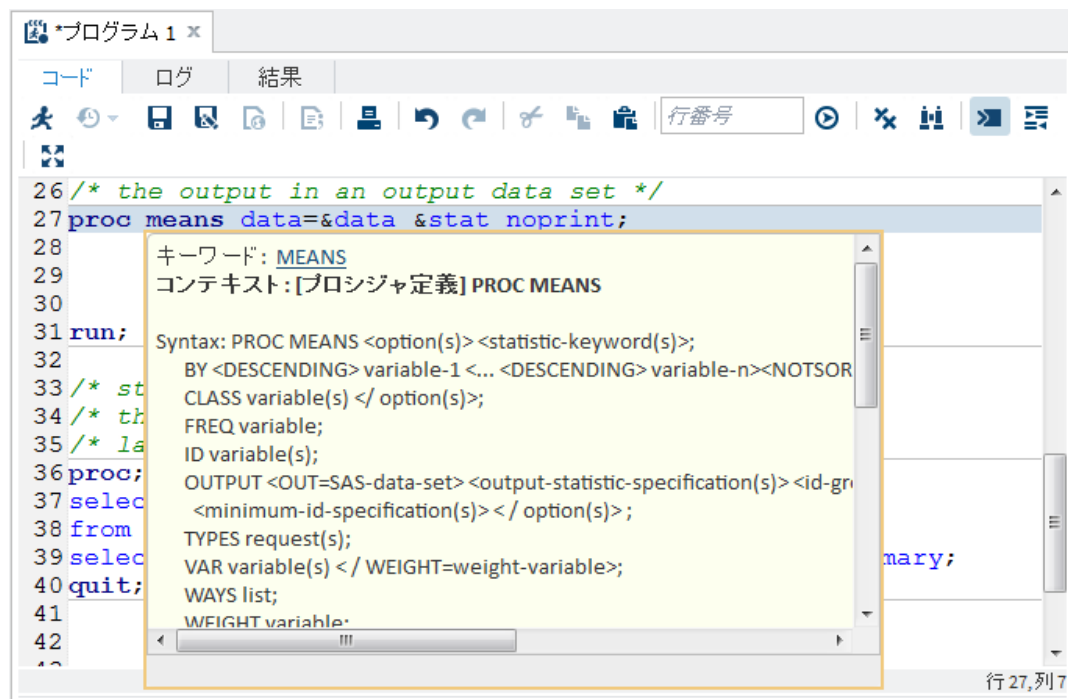 *プログラム 1 ×
コード ログ 結果
行番号
26 /* the output in an output data set */
27 proc means data=&data &stat noprint;
28
29
30
31 run;
32
33 /* st
34 /* th
35 /* la
36 proc;
37 selec
38 from
39 selec mary;
40 quit;
41
42
キーワード: MEANS
コンテキスト: [プロシジャ定義] PROC MEANS
Syntax: PROC MEANS <option(s)> <statistic-keyword(s)>;
BY <DESCENDING> variable-1 <... <DESCENDING> variable-n><NOTSOR
CLASS variable(s) </ option(s)>;
FREQ variable;
ID variable(s);
OUTPUT <OUT=SAS-data-set> <output-statistic-specification(s)> <id-gr
<minimum-id-specification(s)> </ option(s)> ;
TYPES request(s);
VAR variable(s) </ WEIGHT=weight-variable>;
WAYS list;
WEIGHT variable;
行 27,列 7